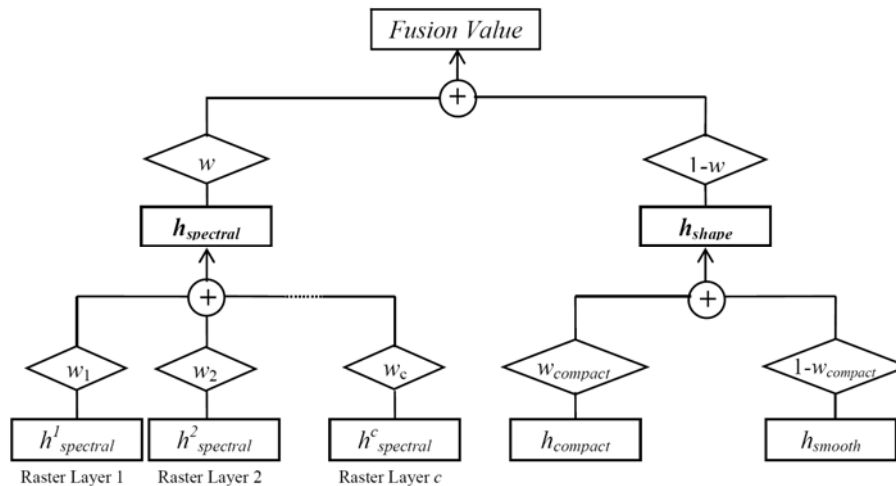 Fusion Value
+
w
1-w
h_spectral
h_shape
+
+
w_1
w_2
w_c
w_compact
1-w_compact
h^1_spectral
h^2_spectral
h^c_spectral
h_compact
h_smooth
Raster Layer 1
Raster Layer 2
Raster Layer c